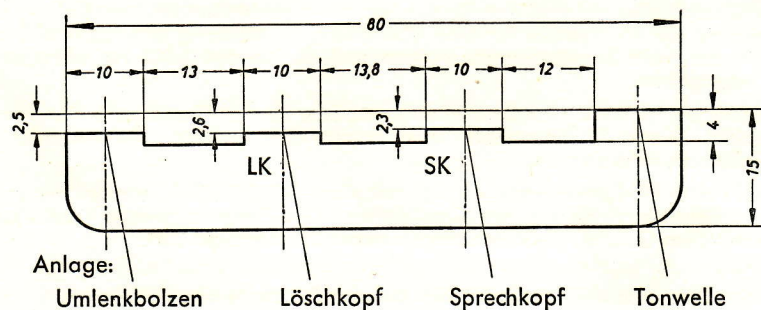 80
10 13 10 13,8 10 12
2,5 2,6 2,3 4 15
LK SK
Anlage:
Umlenkbolzen Löschkopf Sprechkopf Tonwelle